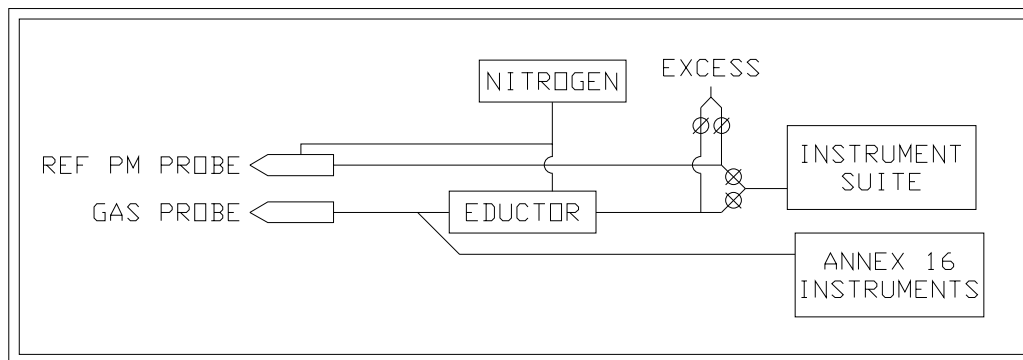 NITROGEN
EXCESS
REF PM PROBE
GAS PROBE
EDUCTOR
INSTRUMENT
SUITE
ANNEX 16
INSTRUMENTS